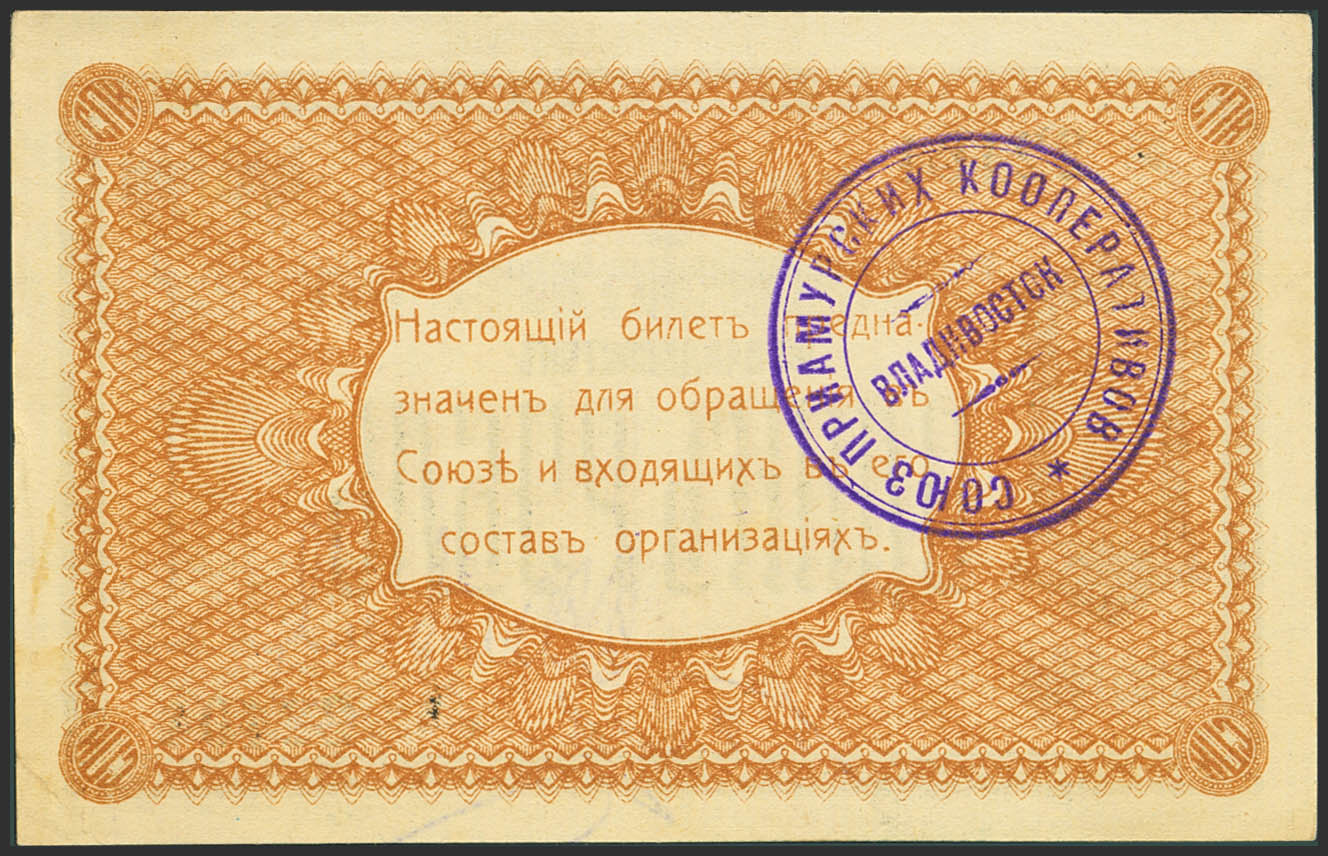 Настоящій билетъ предна-
значенъ для обращенія въ
Союзѣ и входящихъ въ его
составъ организаціяхъ.
СОЮЗ ПРИАМУРСКИХ КООПЕРАТИВОВ *
ВЛАДИВОСТОК